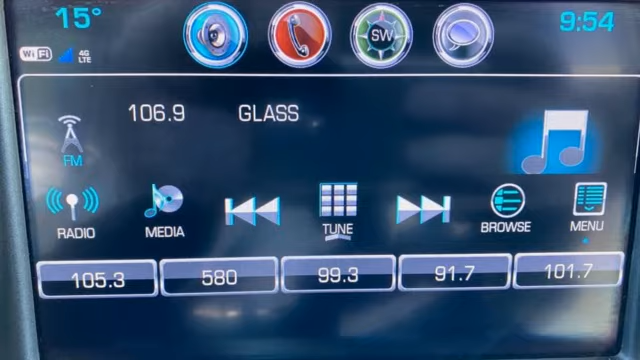 15° SW 9:54
WiFi 4G
LTE
106.9 GLASS
FM
RADIO MEDIA TUNE BROWSE MENU
105.3 580 99.3 91.7 101.7